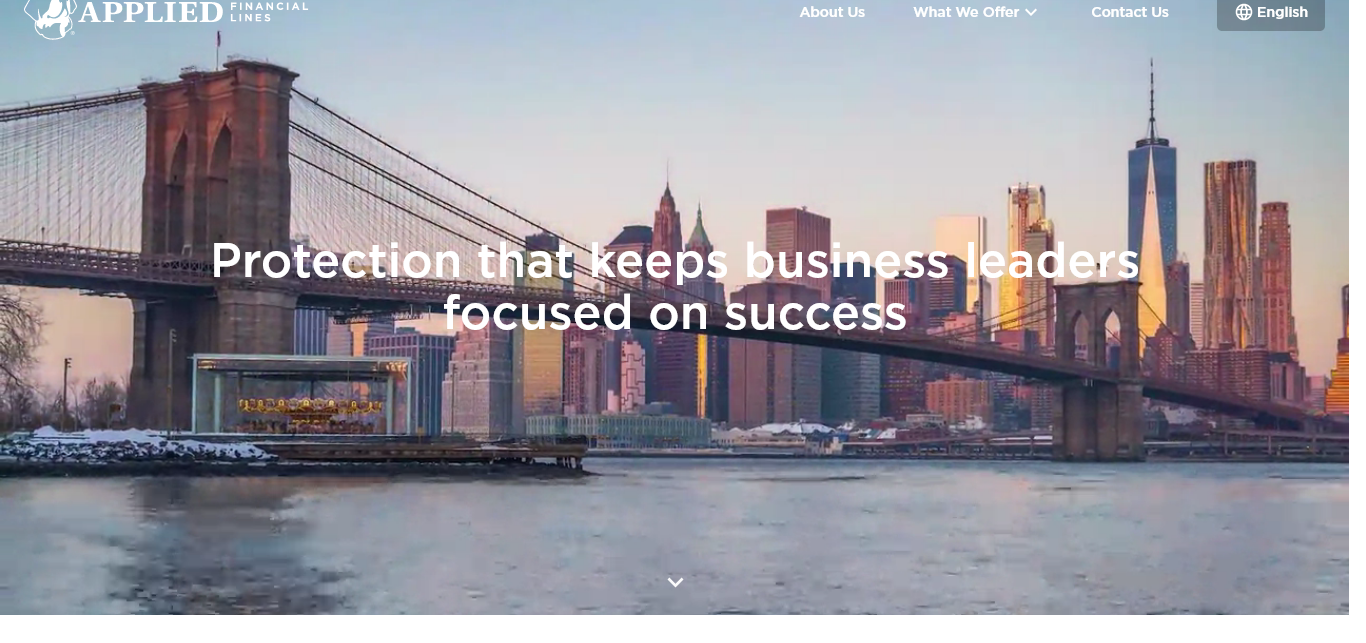 APPLIED
FINANCIAL
LINES
About Us
What We Offer
Contact Us
English
Protection that keeps business leaders
focused on success